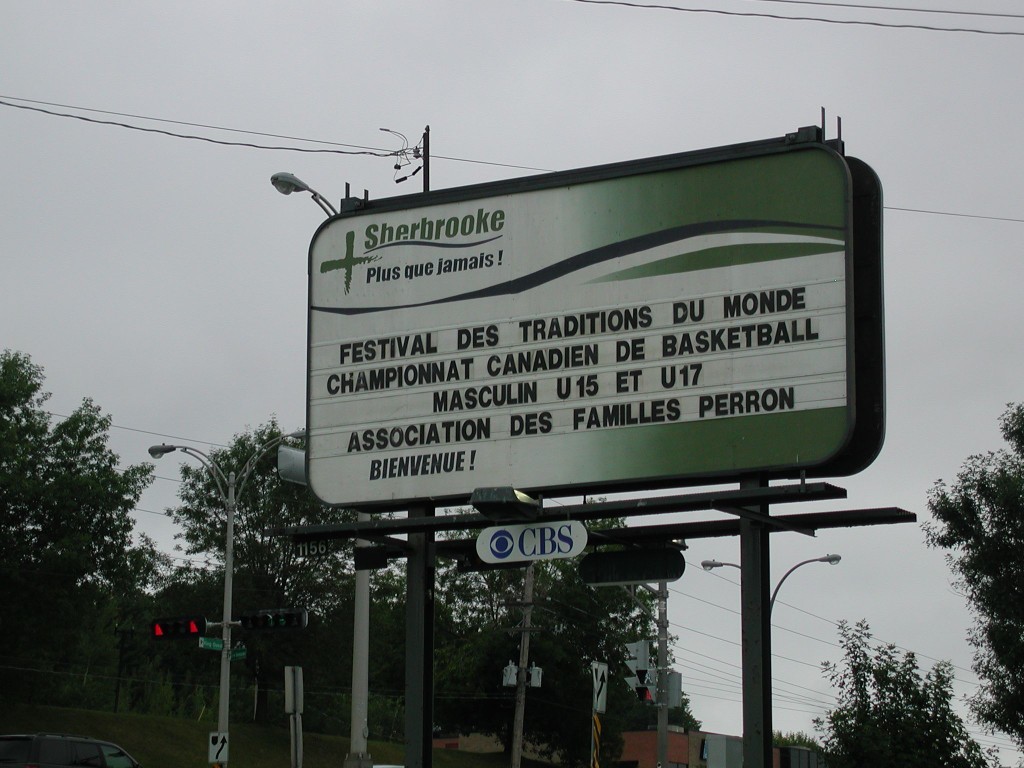 Sherbrooke
Plus que jamais !
FESTIVAL DES TRADITIONS DU MONDE
CHAMPIONNAT CANADIEN DE BASKETBALL
MASCULIN U15 ET U17
ASSOCIATION DES FAMILLES PERRON
BIENVENUE !
CBS
1156